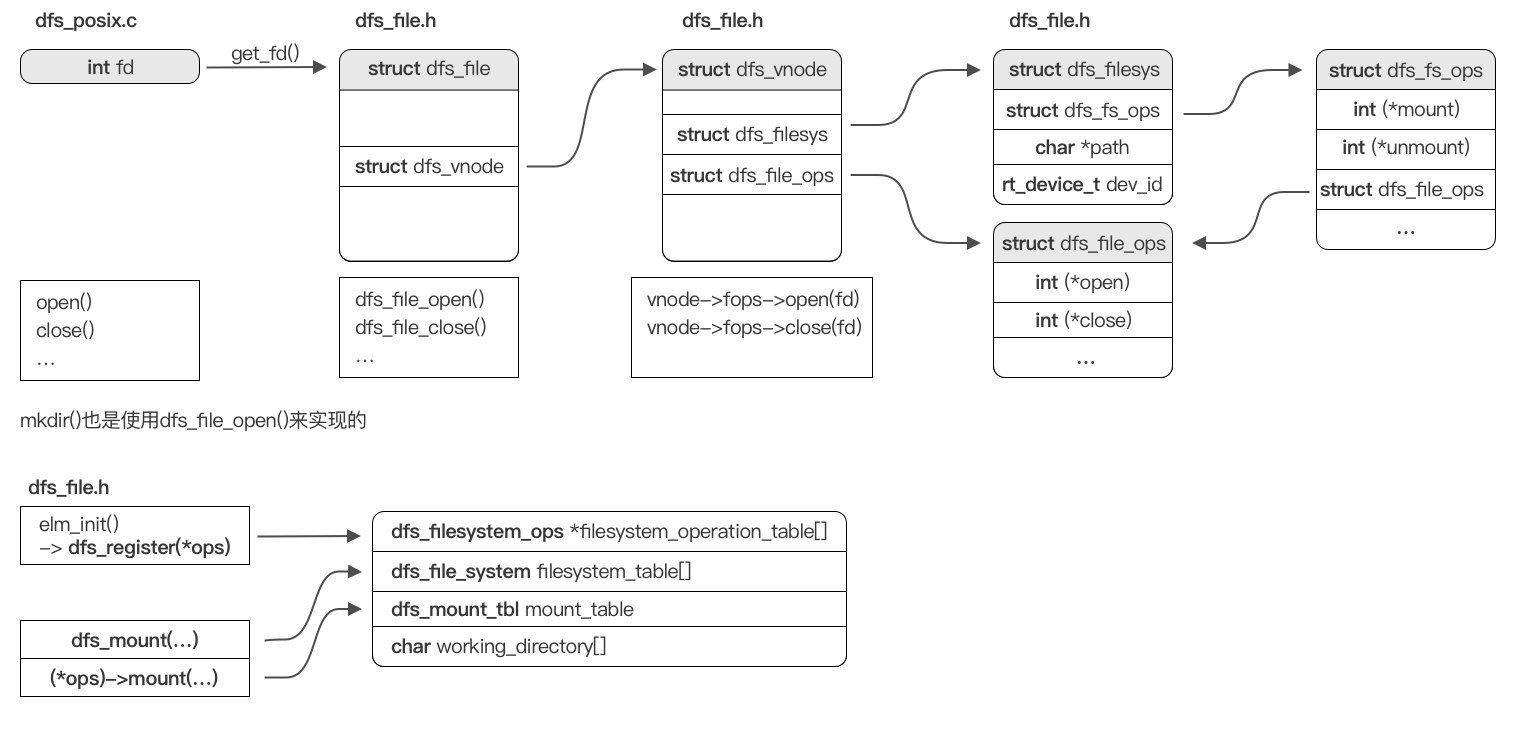 dfs_posix.c
int fd
get_fd()
open()
close()
...
dfs_file.h
struct dfs_file
struct dfs_vnode
dfs_file_open()
dfs_file_close()
...
dfs_file.h
struct dfs_vnode
struct dfs_filesys
struct dfs_file_ops
vnode->fops->open(fd)
vnode->fops->close(fd)
dfs_file.h
struct dfs_filesys
struct dfs_fs_ops
char *path
rt_device_t dev_id
struct dfs_file_ops
int (*open)
int (*close)
...
struct dfs_fs_ops
int (*mount)
int (*unmount)
struct dfs_file_ops
...
mkdir()也是使用dfs_file_open()来实现的
dfs_file.h
elm_init()
-> dfs_register(*ops)
dfs_mount(...)
(*ops)->mount(...)
dfs_filesystem_ops *filesystem_operation_table[]
dfs_file_system filesystem_table[]
dfs_mount_tbl mount_table
char working_directory[]